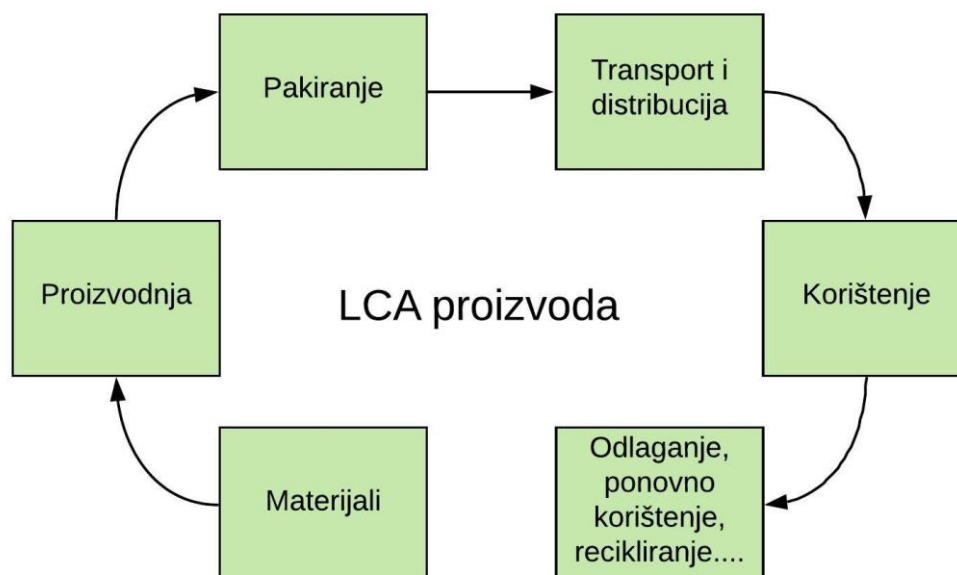 Pakiranje
Transport i
distribucija
Proizvodnja
LCA proizvoda
Korištenje
Materijali
Odlaganje,
ponovno
korištenje,
recikliranje....